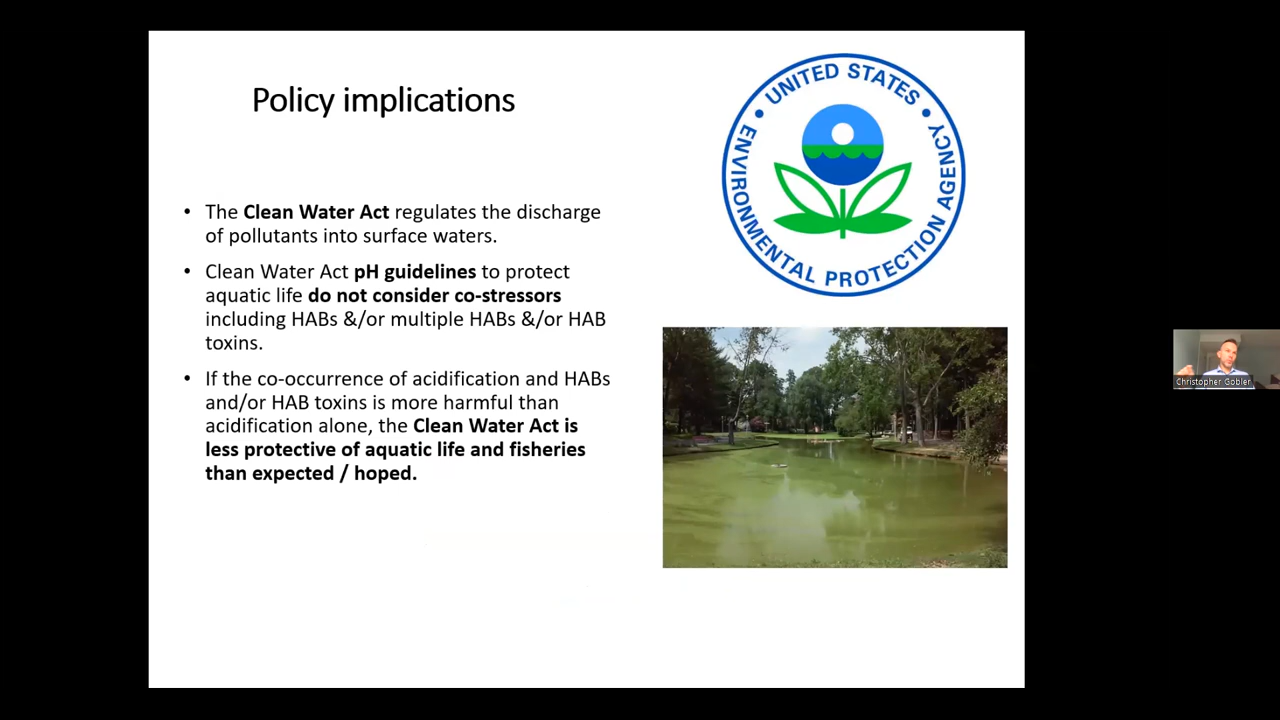 Policy implications
• The Clean Water Act regulates the discharge
of pollutants into surface waters.
• Clean Water Act pH guidelines to protect
aquatic life do not consider co-stressors
including HABs &/or multiple HABs &/or HAB
toxins.
• If the co-occurrence of acidification and HABs
and/or HAB toxins is more harmful than
acidification alone, the Clean Water Act is
less protective of aquatic life and fisheries
than expected / hoped.
UNITED STATES
ENVIRONMENTAL PROTECTION AGENCY
Christopher Gobler